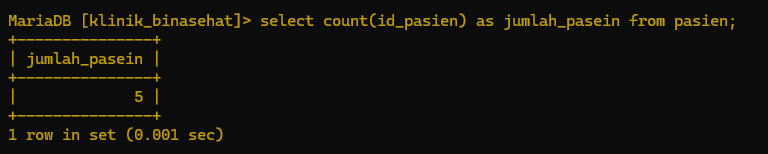 MariaDB [klinik_binasehat]> select count(id_pasien) as jumlah_pasein from pasien;
+---------------+
| jumlah_pasein |
+---------------+
|             5 |
+---------------+
1 row in set (0.001 sec)